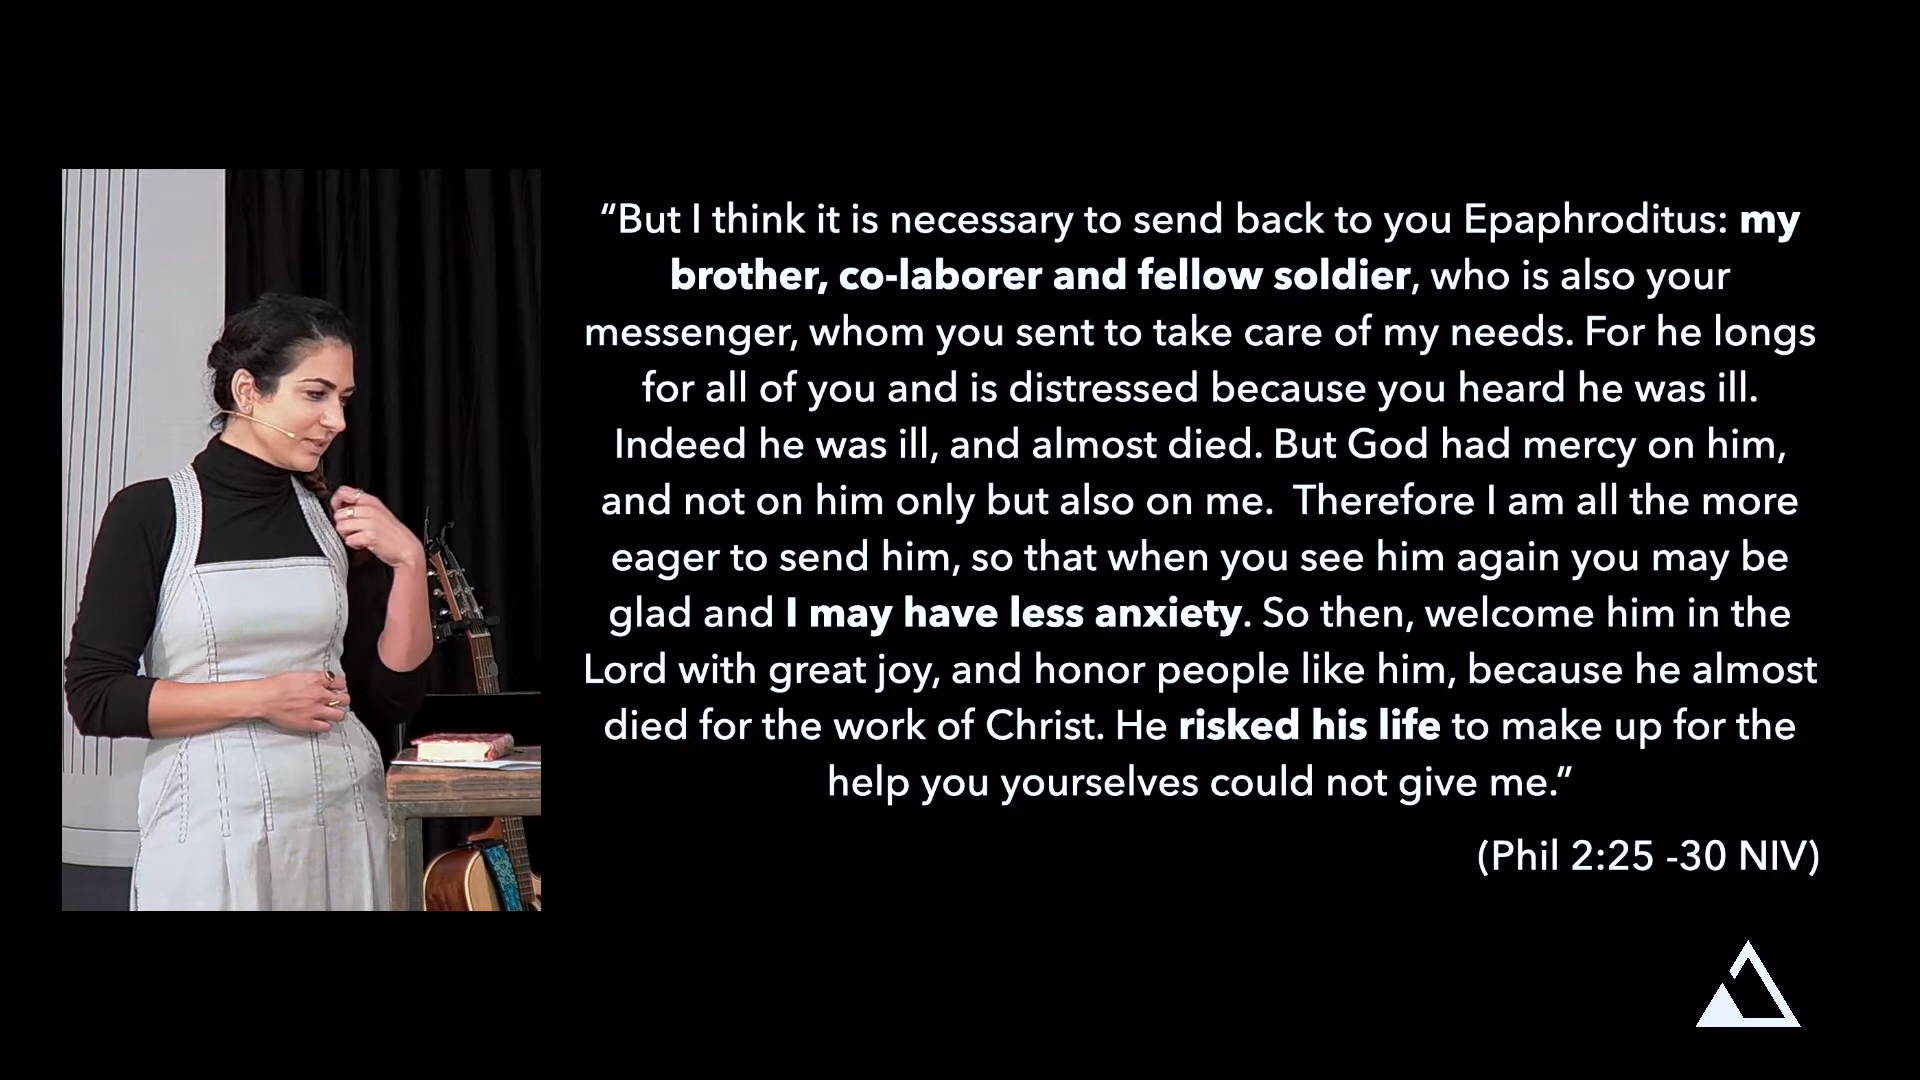 “But I think it is necessary to send back to you Epaphroditus: my
brother, co-laborer and fellow soldier, who is also your
messenger, whom you sent to take care of my needs. For he longs
for all of you and is distressed because you heard he was ill.
Indeed he was ill, and almost died. But God had mercy on him,
and not on him only but also on me.  Therefore I am all the more
eager to send him, so that when you see him again you may be
glad and I may have less anxiety. So then, welcome him in the
Lord with great joy, and honor people like him, because he almost
died for the work of Christ. He risked his life to make up for the
help you yourselves could not give me.”
(Phil 2:25 -30 NIV)